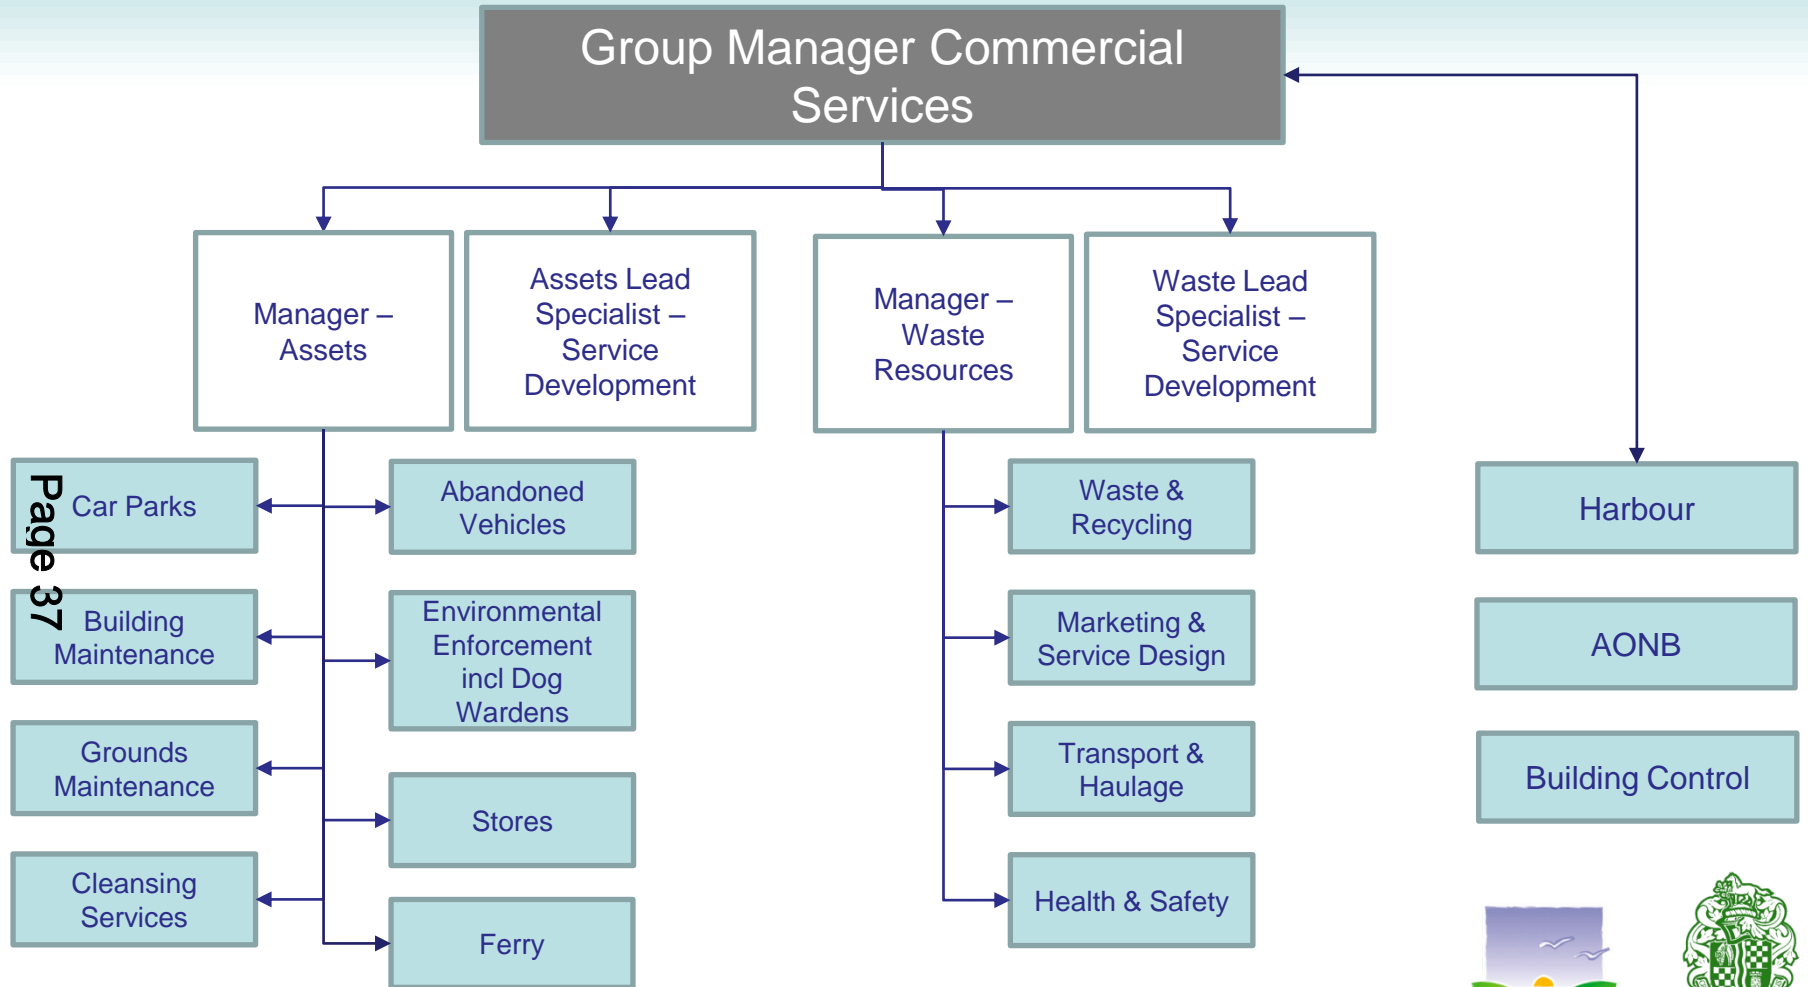 Group Manager Commercial
Services
Manager –
Assets
Assets Lead
Specialist –
Service
Development
Manager –
Waste
Resources
Waste Lead
Specialist –
Service
Development
Car Parks
Abandoned
Vehicles
Waste &
Recycling
Harbour
Page 37
Building
Maintenance
Environmental
Enforcement
incl Dog
Wardens
Marketing &
Service Design
AONB
Grounds
Maintenance
Stores
Transport &
Haulage
Building Control
Cleansing
Services
Ferry
Health & Safety